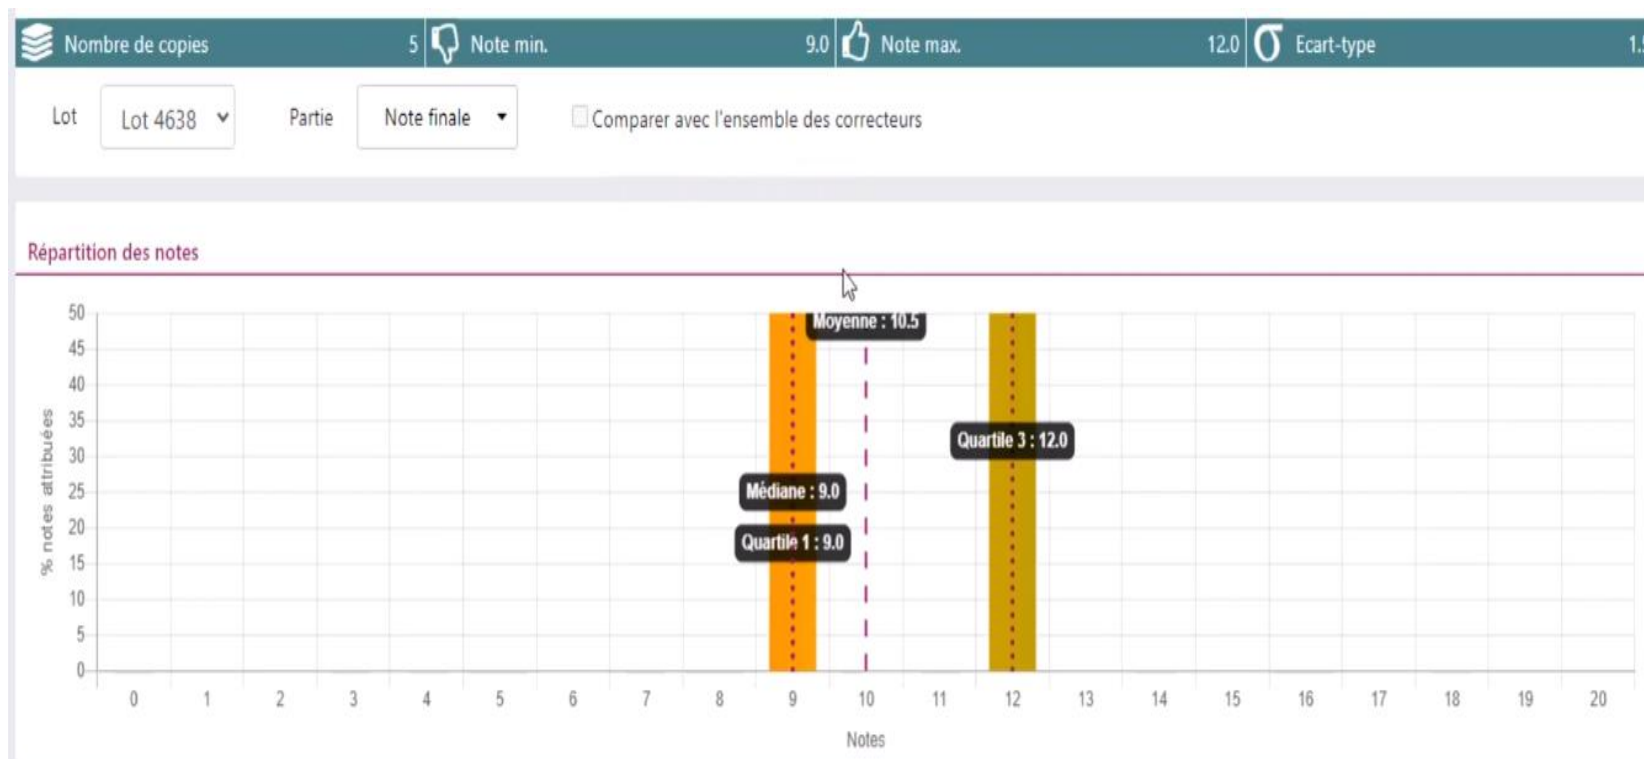 Nombre de copies 5 Note min. 9.0 Note max. 12.0 Ecart-type
Lot Lot 4638 Partie Note finale Comparer avec l'ensemble des correcteurs
Répartition des notes
50
Moyenne : 10.5
45
40
35
Quartile 3 : 12.0
30
25
Médiane : 9.0
20
Quartile 1 : 9.0
15
10
5
0
% notes attribuées
0 1 2 3 4 5 6 7 8 9 10 11 12 13 14 15 16 17 18 19 20
Notes